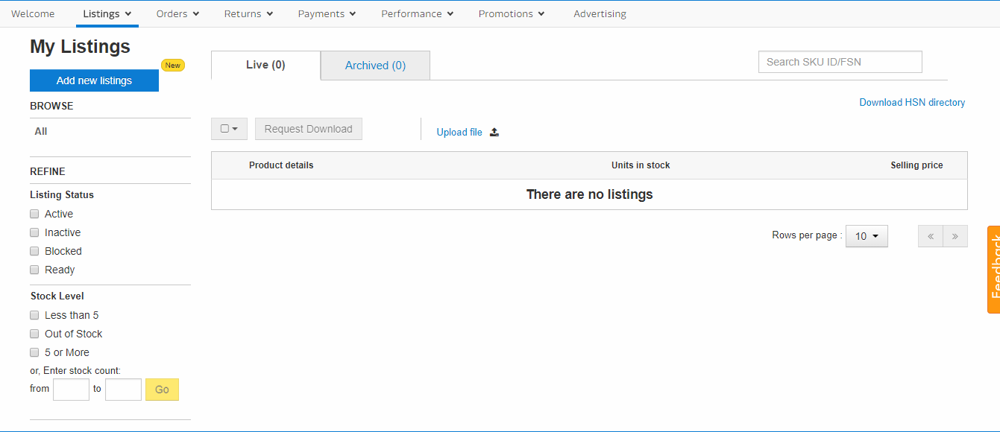 Welcome Listings Orders Returns Payments Performance Promotions Advertising
My Listings
New
Add new listings
BROWSE
All
REFINE
Listing Status
Active
Inactive
Blocked
Ready
Stock Level
Less than 5
Out of Stock
5 or More
or, Enter stock count:
from to Go
Live (0) Archived (0) Search SKU ID/FSN
Download HSN directory
Request Download Upload file
Product details Units in stock Selling price
There are no listings
Rows per page : 10 « »
Feedback